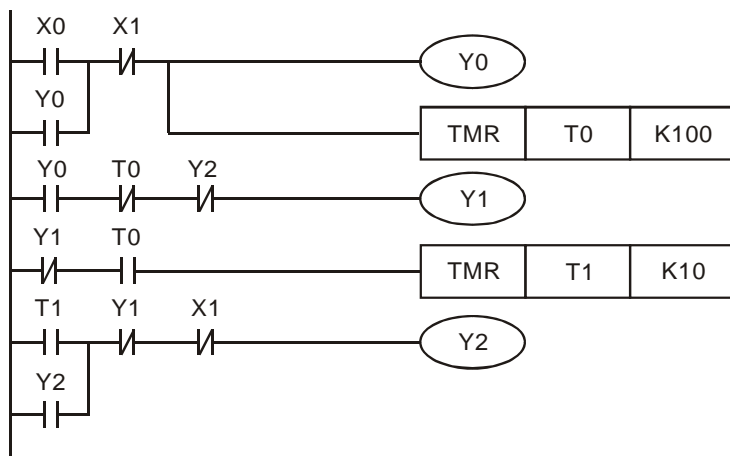 X0 X1
Y0
Y0
TMR T0 K100
Y0 T0 Y2
Y1
Y1 T0
TMR T1 K10
T1 Y1 X1
Y2
Y2